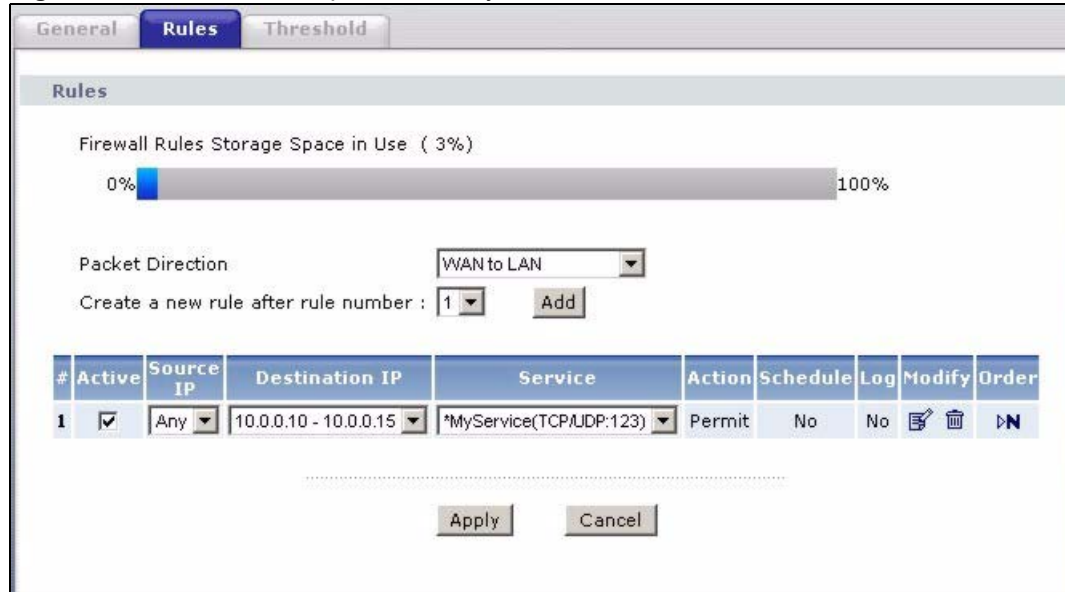 General Rules Threshold
Rules
Firewall Rules Storage Space in Use ( 3%)
0% 100%
Packet Direction WAN to LAN
Create a new rule after rule number : 1 Add
# Active Source IP Destination IP Service Action Schedule Log Modify Order
1 Any 10.0.0.10 - 10.0.0.15 *MyService(TCP/UDP:123) Permit No No N
Apply Cancel